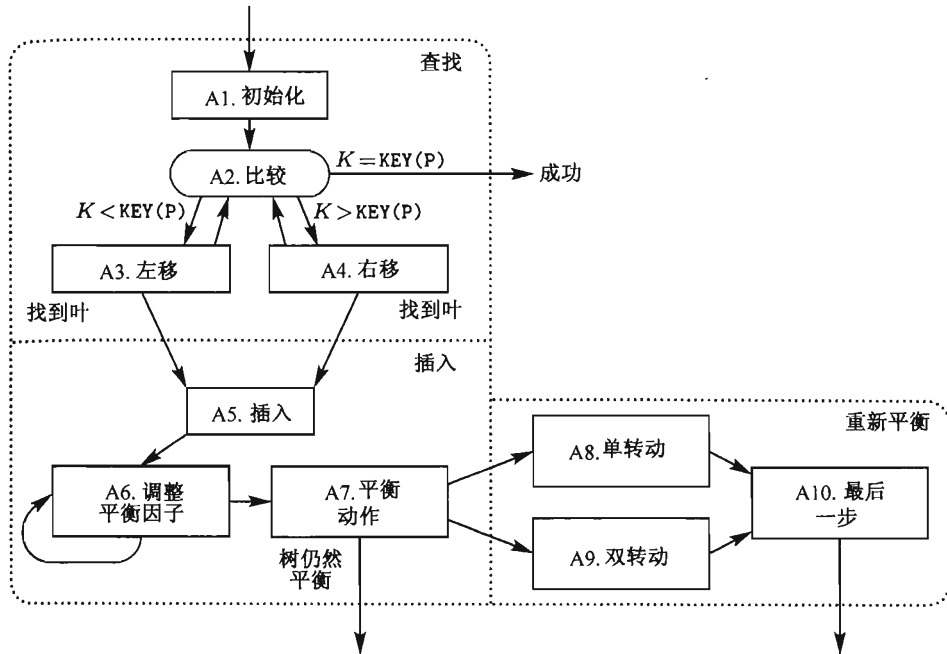 查找
A1. 初始化
A2. 比较
K=KEY(P)
成功
K<KEY(P)
K>KEY(P)
A3. 左移
A4. 右移
找到叶
找到叶
插入
A5. 插入
重新平衡
A6. 调整
平衡因子
A7. 平衡
动作
A8. 单转动
A9. 双转动
A10. 最后
一步
树仍然
平衡